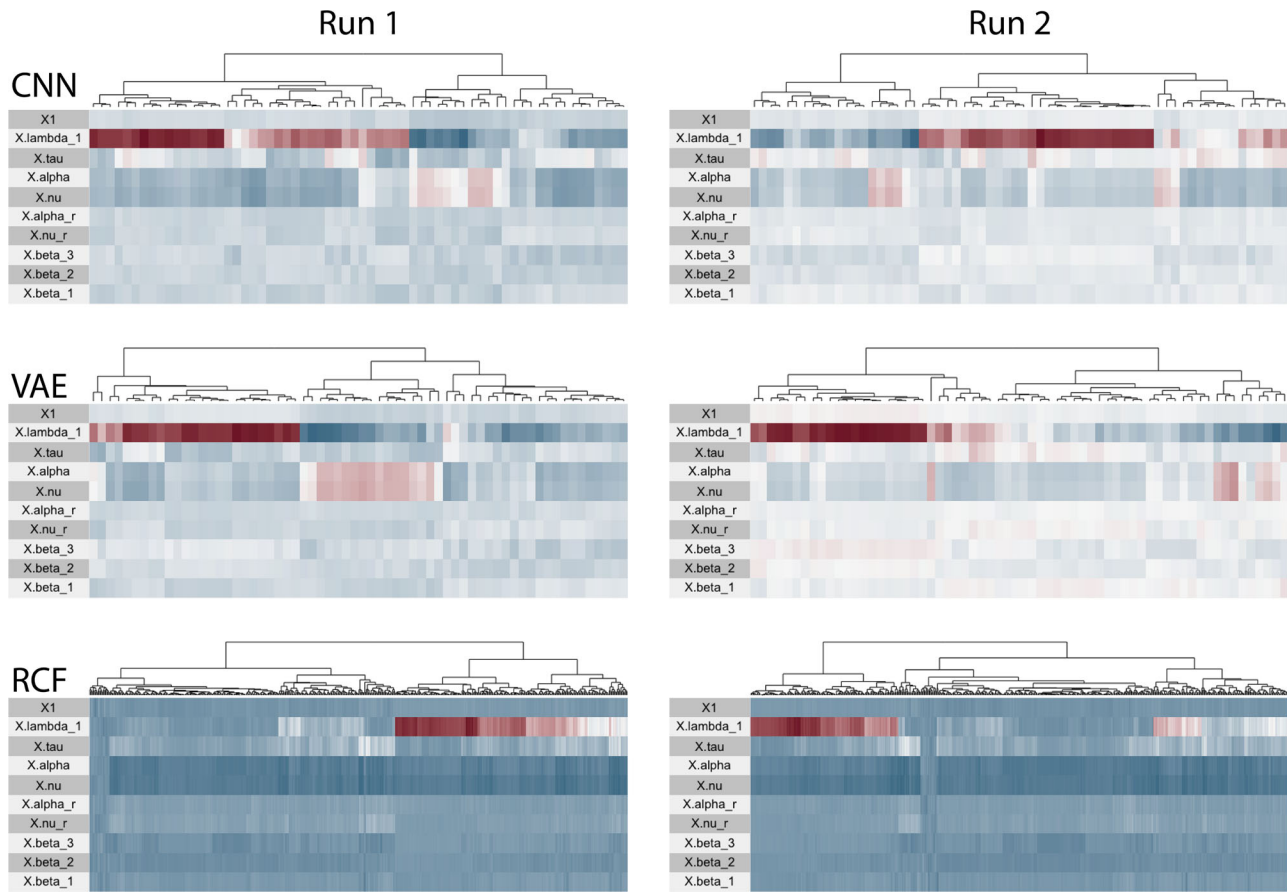 Run 1
Run 2
CNN
X1
X.lambda_1
X.tau
X.alpha
X.nu
X.alpha_r
X.nu_r
X.beta_3
X.beta_2
X.beta_1
X1
X.lambda_1
X.tau
X.alpha
X.nu
X.alpha_r
X.nu_r
X.beta_3
X.beta_2
X.beta_1
VAE
X1
X.lambda_1
X.tau
X.alpha
X.nu
X.alpha_r
X.nu_r
X.beta_3
X.beta_2
X.beta_1
X1
X.lambda_1
X.tau
X.alpha
X.nu
X.alpha_r
X.nu_r
X.beta_3
X.beta_2
X.beta_1
RCF
X1
X.lambda_1
X.tau
X.alpha
X.nu
X.alpha_r
X.nu_r
X.beta_3
X.beta_2
X.beta_1
X1
X.lambda_1
X.tau
X.alpha
X.nu
X.alpha_r
X.nu_r
X.beta_3
X.beta_2
X.beta_1